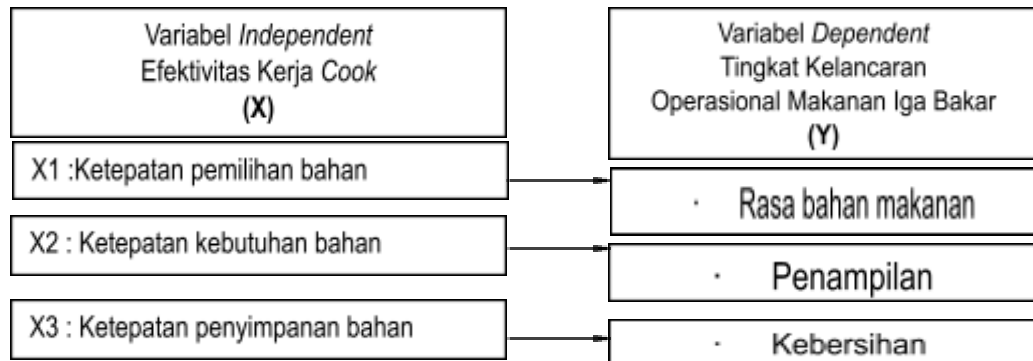 Variabel Independent
Efektivitas Kerja Cook
(X)
X1 :Ketepatan pemilihan bahan
X2 : Ketepatan kebutuhan bahan
X3 : Ketepatan penyimpanan bahan
Variabel Dependent
Tingkat Kelancaran
Operasional Makanan Iga Bakar
(Y)
· Rasa bahan makanan
· Penampilan
· Kebersihan